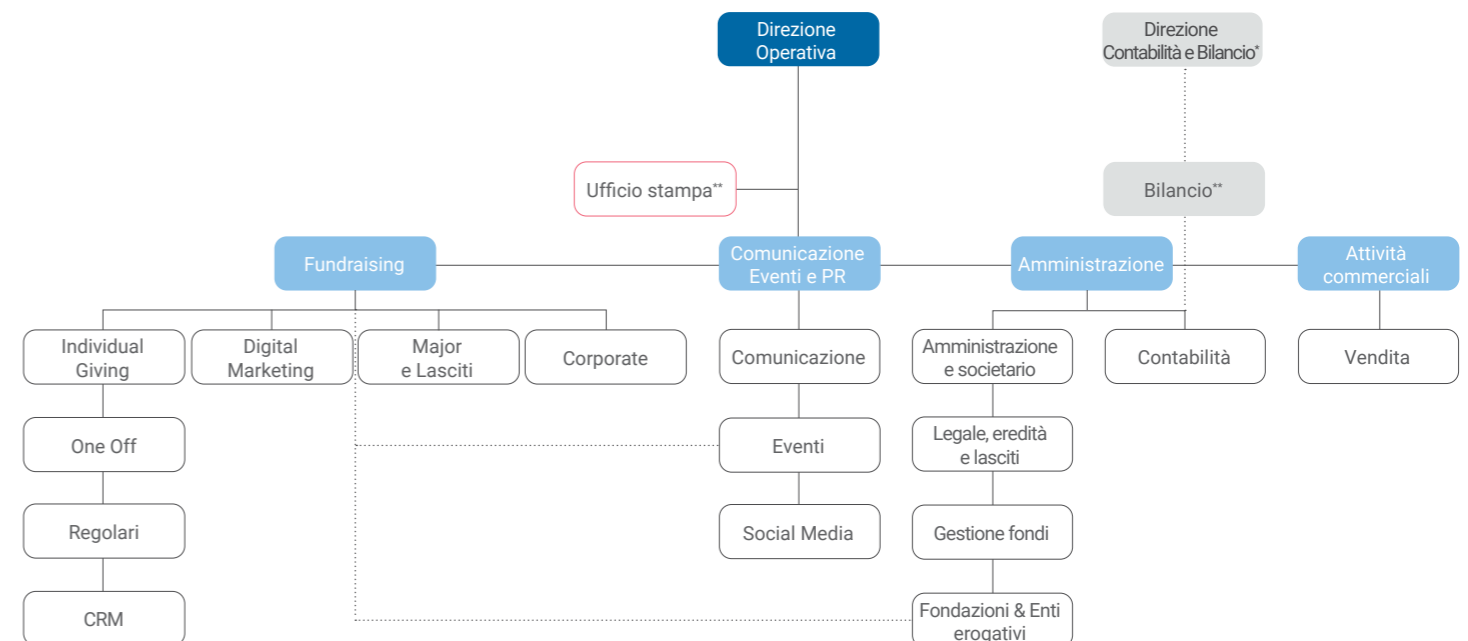 Direzione
Operativa
Direzione
Contabilità e Bilancio*
Ufficio stampa**
Bilancio**
Fundraising
Comunicazione
Eventi e PR
Amministrazione
Attività
commerciali
Individual
Giving
Digital
Marketing
Major
e Lasciti
Corporate
Comunicazione
Amministrazione
e societario
Contabilità
Vendita
One Off
Eventi
Legale, eredità
e lasciti
Regolari
Social Media
Gestione fondi
CRM
Fondazioni & Enti
erogativi